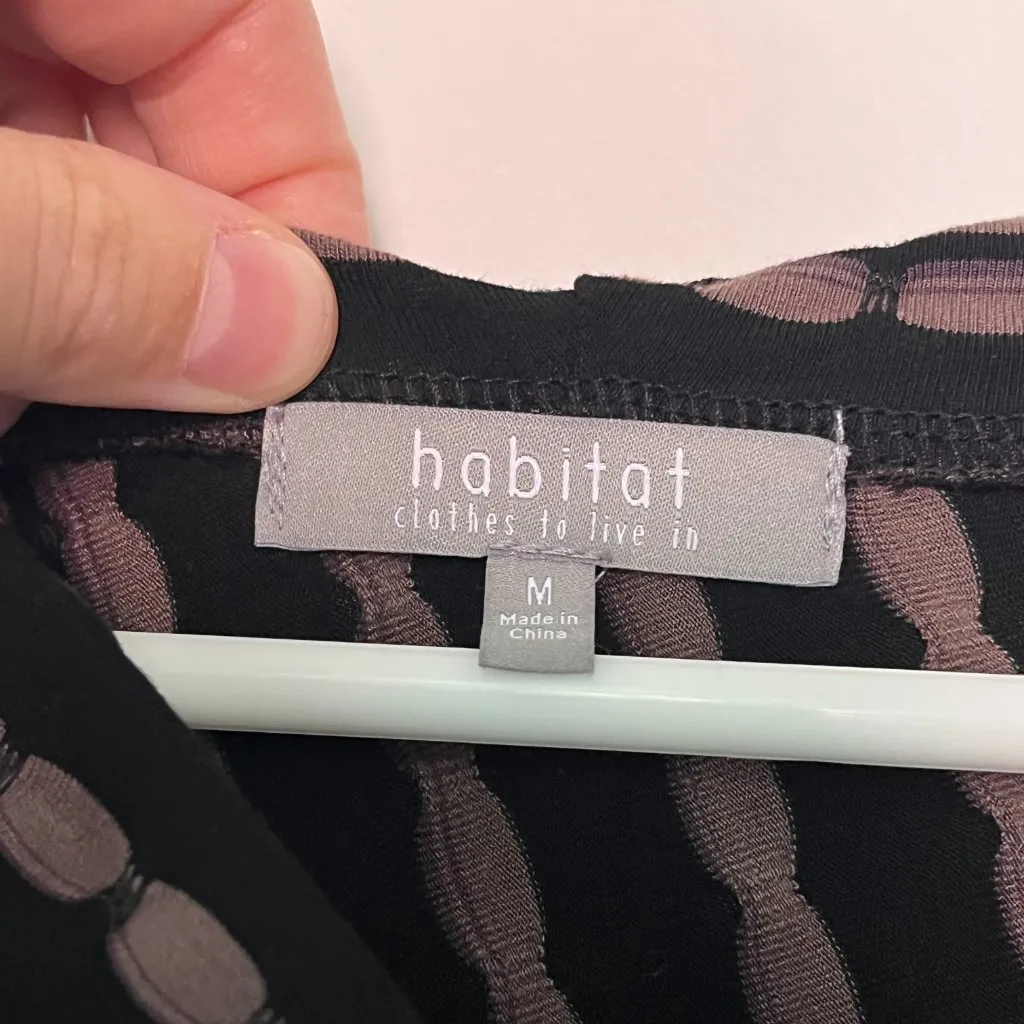 habitat
clothes to live in
M
Made in
China